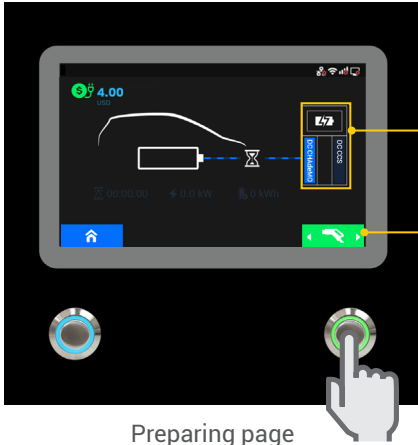 $ 4.00
USD
DC CHAdeMO
DC CCS
00:00:00
0.0 kW
0 kWh
Preparing page